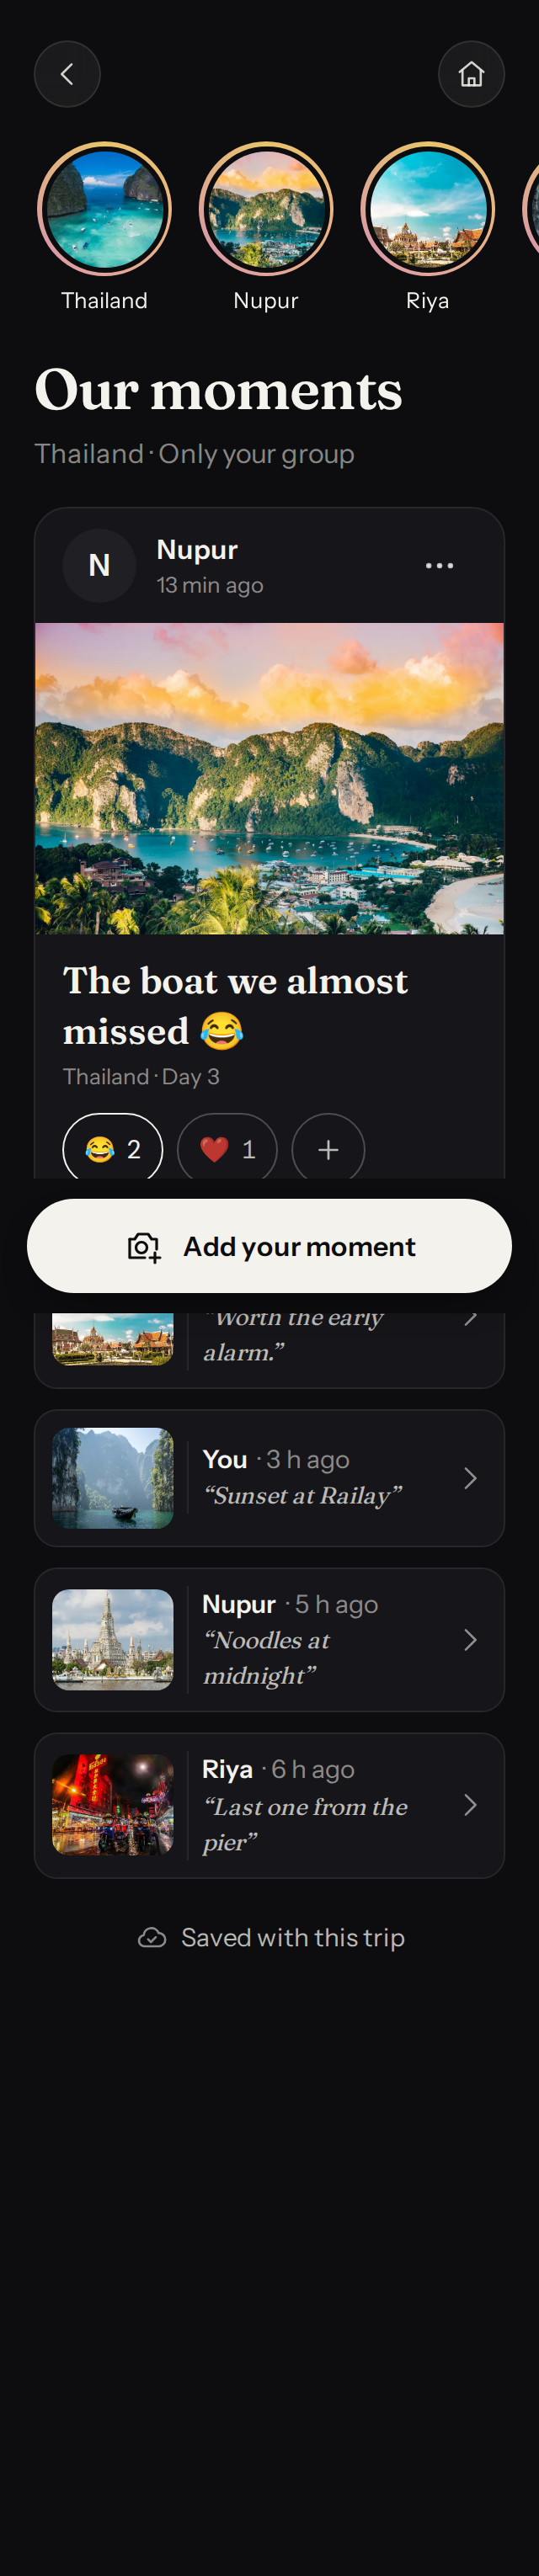 Thailand
Nupur
Riya
Our moments
Thailand · Only your group
N
Nupur
13 min ago
The boat we almost
missed 😂
Thailand · Day 3
😂 2
❤️ 1
+
Add your moment
“Worth the early
alarm.”
You · 3 h ago
“Sunset at Railay”
Nupur · 5 h ago
“Noodles at
midnight”
Riya · 6 h ago
“Last one from the
pier”
Saved with this trip